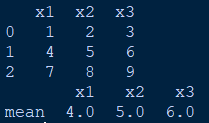 x1 x2 x3
0 1 2 3
1 4 5 6
2 7 8 9
x1 x2 x3
mean 4.0 5.0 6.0